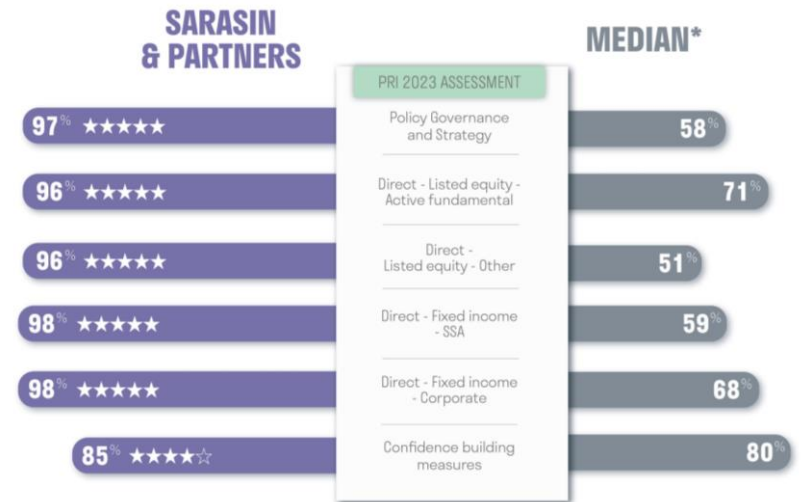 SARASIN
& PARTNERS
MEDIAN*
PRI 2023 ASSESSMENT
97% ★★★★★
Policy Governance
and Strategy
58%
96% ★★★★★
Direct - Listed equity -
Active fundamental
71%
96% ★★★★★
Direct -
Listed equity - Other
51%
98% ★★★★★
Direct - Fixed income
- SSA
59%
98% ★★★★★
Direct - Fixed income
- Corporate
68%
85% ★★★★☆
Confidence building
measures
80%